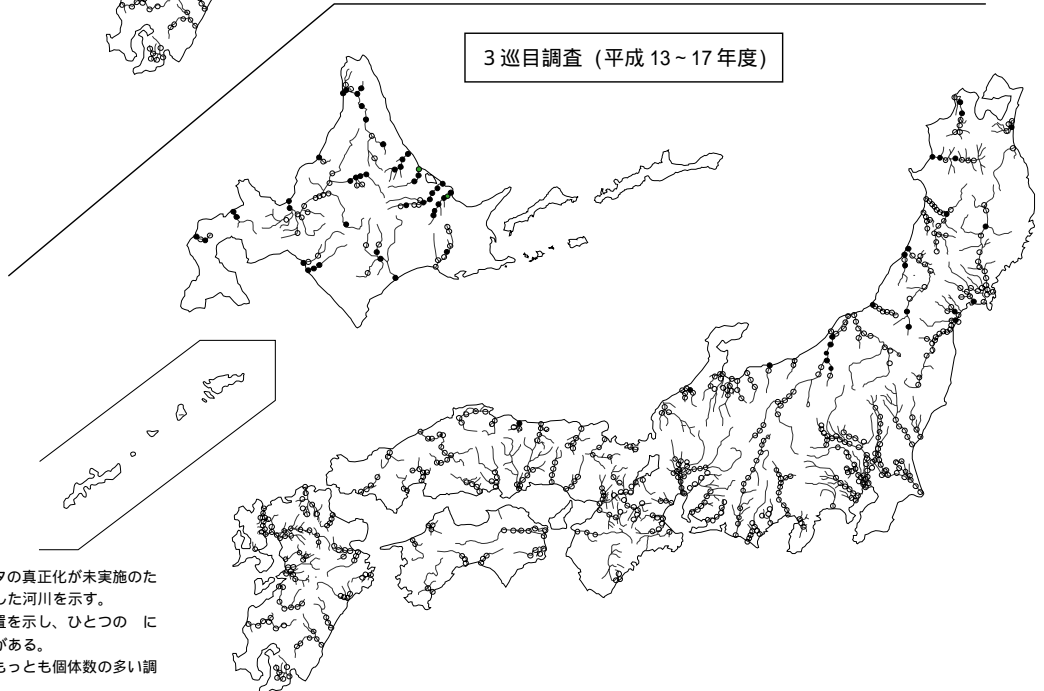 3巡目調査 (平成 13~17 年度)
タの真正化が未実施のた
した河川を示す。
置を示し、ひとつの　に
がある。
もっとも個体数の多い調